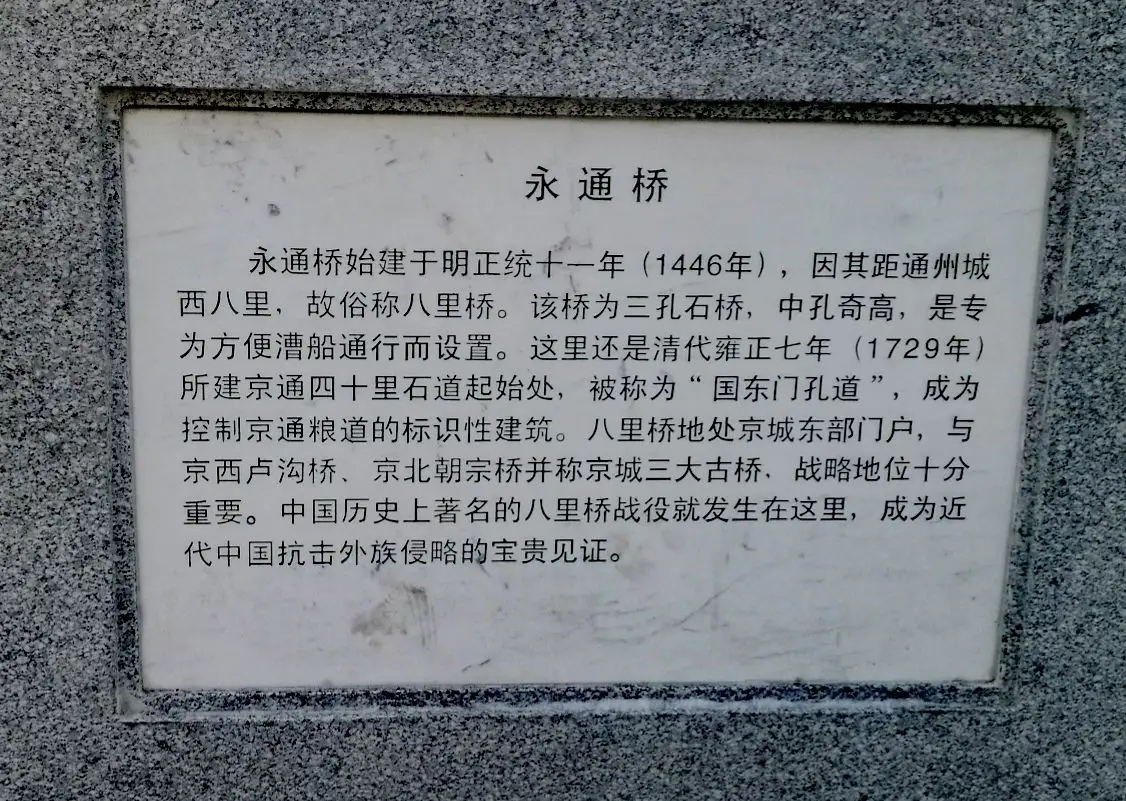 永通桥
永通桥始建于明正统十一年（1446年），因其距通州城
西八里，故俗称八里桥。该桥为三孔石桥，中孔奇高，是专
为方便漕船通行而设置。这里还是清代雍正七年（1729年）
所建京通四十里石道起始处，被称为“国东门孔道”，成为
控制京通粮道的标识性建筑。八里桥地处京城东部门户，与
京西卢沟桥、京北朝宗桥并称京城三大古桥，战略地位十分
重要。中国历史上著名的八里桥战役就发生在这里，成为近
代中国抗击外族侵略的宝贵见证。